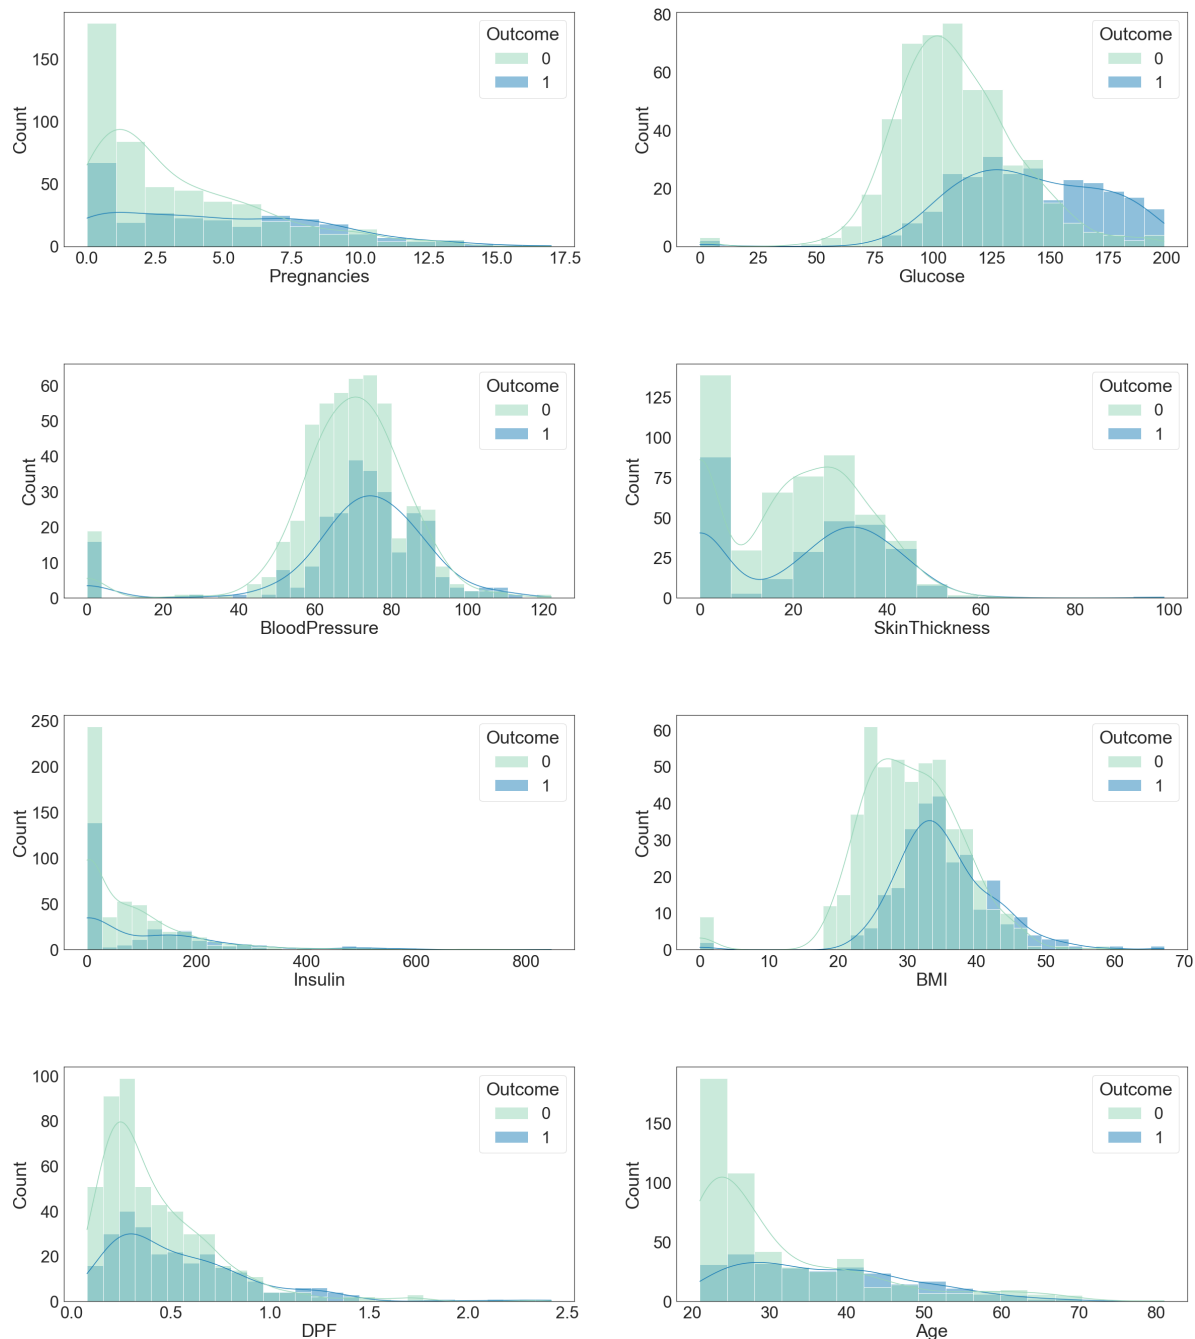 Outcome
0
1
150
100
50
0
Count
0.0 2.5 5.0 7.5 10.0 12.5 15.0 17.5
Pregnancies
Outcome
0
1
80
60
40
20
0
Count
0 25 50 75 100 125 150 175 200
Glucose
Outcome
0
1
60
50
40
30
20
10
0
Count
0 20 40 60 80 100 120
BloodPressure
Outcome
0
1
125
100
75
50
25
0
Count
0 20 40 60 80 100
SkinThickness
Outcome
0
1
250
200
150
100
50
0
Count
0 200 400 600 800
Insulin
Outcome
0
1
60
50
40
30
20
10
0
Count
0 10 20 30 40 50 60 70
BMI
Outcome
0
1
100
80
60
40
20
0
Count
0.0 0.5 1.0 1.5 2.0 2.5
DPF
Outcome
0
1
150
100
50
0
Count
20 30 40 50 60 70 80
Age